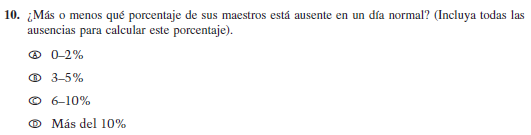 10. ¿Más o menos qué porcentaje de sus maestros está ausente en un día normal? (Incluya todas las
ausencias para calcular este porcentaje).
Ⓐ 0–2%
Ⓑ 3–5%
Ⓒ 6–10%
Ⓓ Más del 10%